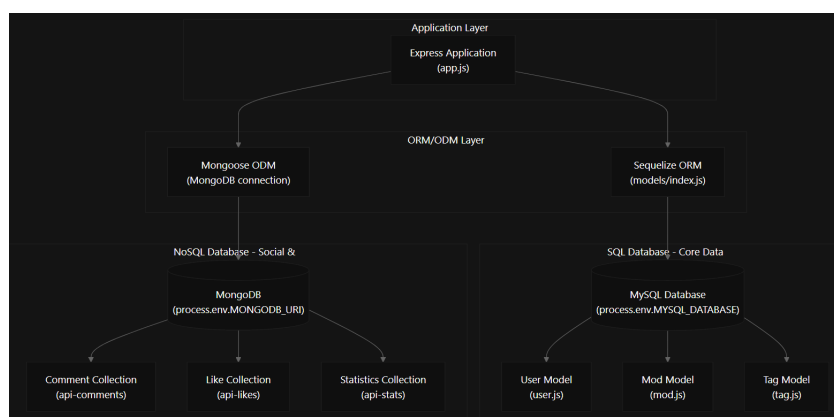 Application Layer
Express Application
(app.js)
ORM/ODM Layer
Mongoose ODM
(MongoDB connection)
Sequelize ORM
(models/index.js)
NoSQL Database - Social &
SQL Database - Core Data
MongoDB
(process.env.MONGODB_URI)
MySQL Database
(process.env.MYSQL_DATABASE)
Comment Collection
(api-comments)
Like Collection
(api-likes)
Statistics Collection
(api-stats)
User Model
(user.js)
Mod Model
(mod.js)
Tag Model
(tag.js)